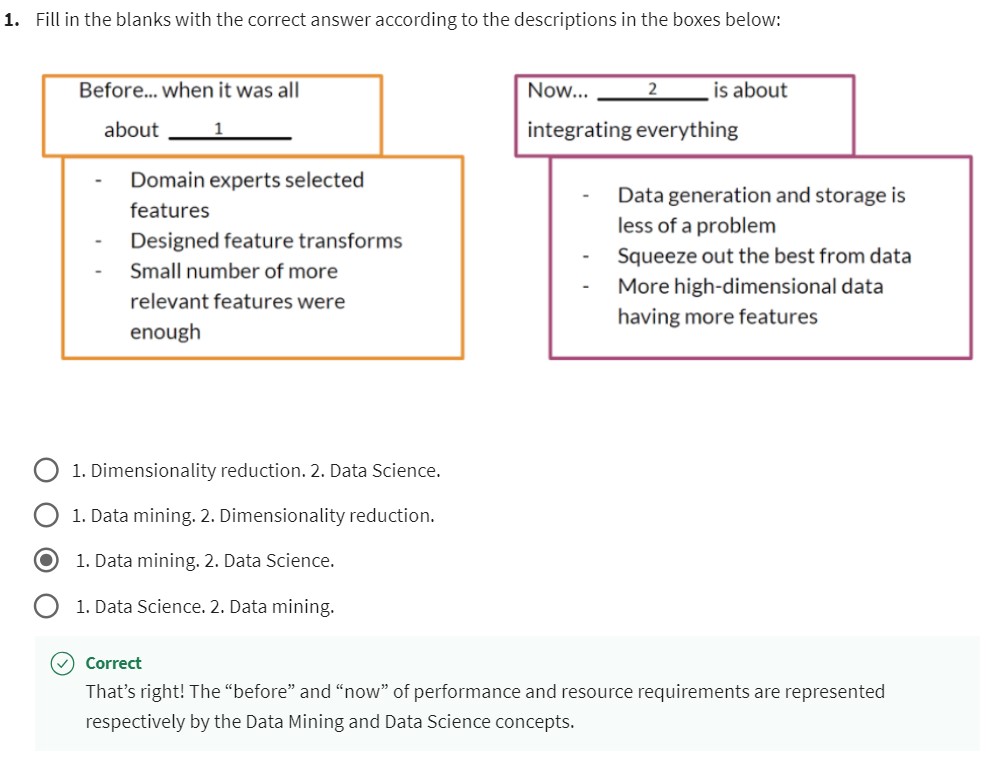 1. Fill in the blanks with the correct answer according to the descriptions in the boxes below:
Before... when it was all
about ___1___
- Domain experts selected
features
- Designed feature transforms
- Small number of more
relevant features were
enough
Now... ___2___ is about
integrating everything
- Data generation and storage is
less of a problem
- Squeeze out the best from data
- More high-dimensional data
having more features
1. Dimensionality reduction. 2. Data Science.
1. Data mining. 2. Dimensionality reduction.
1. Data mining. 2. Data Science.
1. Data Science. 2. Data mining.
Correct
That’s right! The “before” and “now” of performance and resource requirements are represented
respectively by the Data Mining and Data Science concepts.